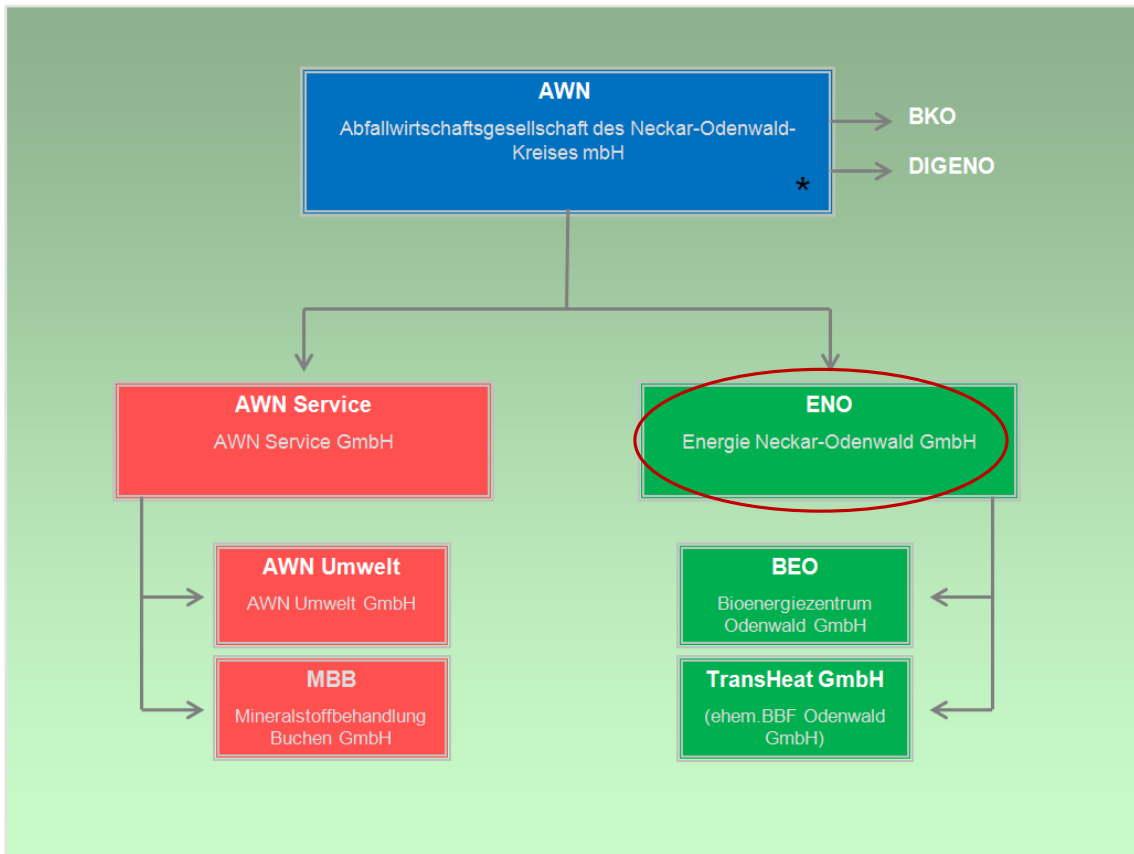 AWN
Abfallwirtschaftsgesellschaft des Neckar-Odenwald-
Kreises mbH
*
BKO
DIGENO
AWN Service
AWN Service GmbH
ENO
Energie Neckar-Odenwald GmbH
AWN Umwelt
AWN Umwelt GmbH
MBB
Mineralstoffbehandlung
Buchen GmbH
BEO
Bioenergiezentrum
Odenwald GmbH
TransHeat GmbH
(ehem.BBF Odenwald
GmbH)